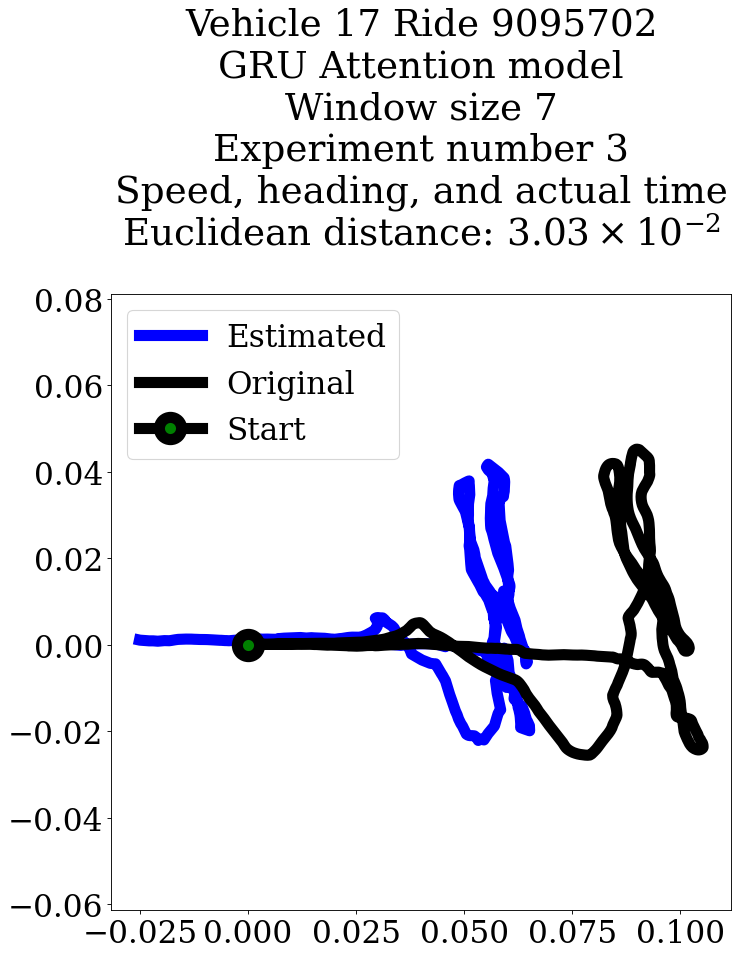 Vehicle 17 Ride 9095702
GRU Attention model
Window size 7
Experiment number 3
Speed, heading, and actual time
Euclidean distance: 3.03 × 10⁻²
Estimated
Original
Start
0.08
0.06
0.04
0.02
0.00
−0.02
−0.04
−0.06
−0.025 0.000 0.025 0.050 0.075 0.100